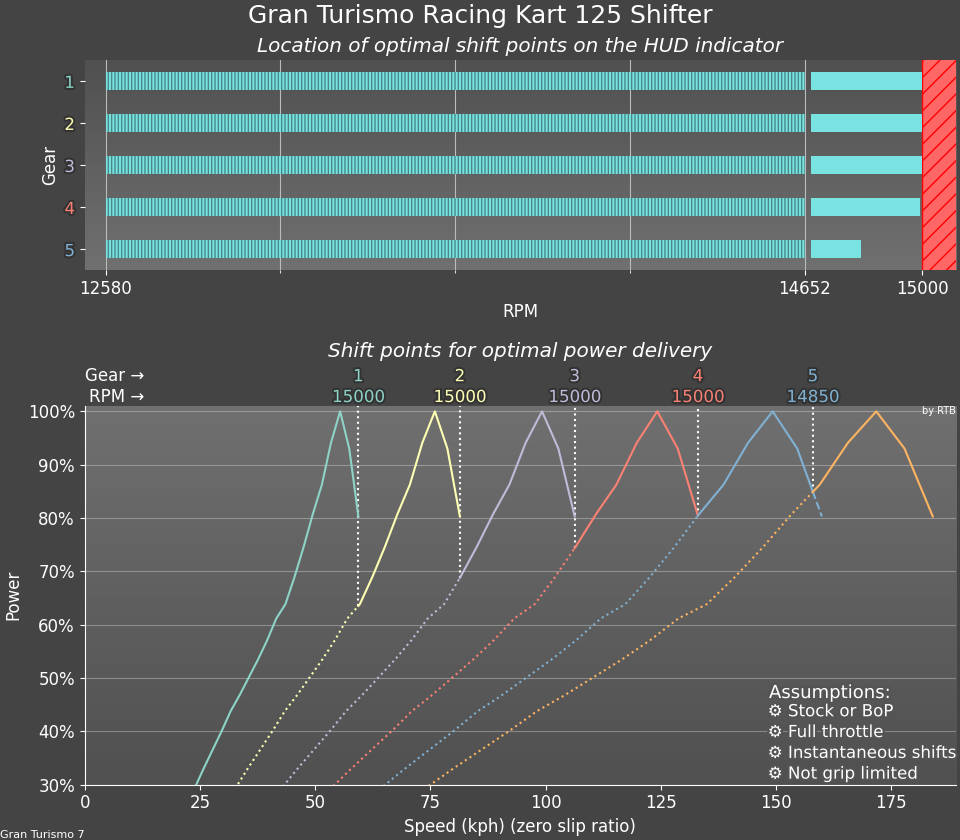 Gran Turismo Racing Kart 125 Shifter
Location of optimal shift points on the HUD indicator
Gear
1
2
3
4
5
12580 14652 15000
RPM
Shift points for optimal power delivery
Gear → 1 2 3 4 5
RPM → 15000 15000 15000 15000 14850
by RTB
Power
100%
90%
80%
70%
60%
50%
40%
30%
Assumptions:
⚙ Stock or BoP
⚙ Full throttle
⚙ Instantaneous shifts
⚙ Not grip limited
0 25 50 75 100 125 150 175
Speed (kph) (zero slip ratio)
Gran Turismo 7